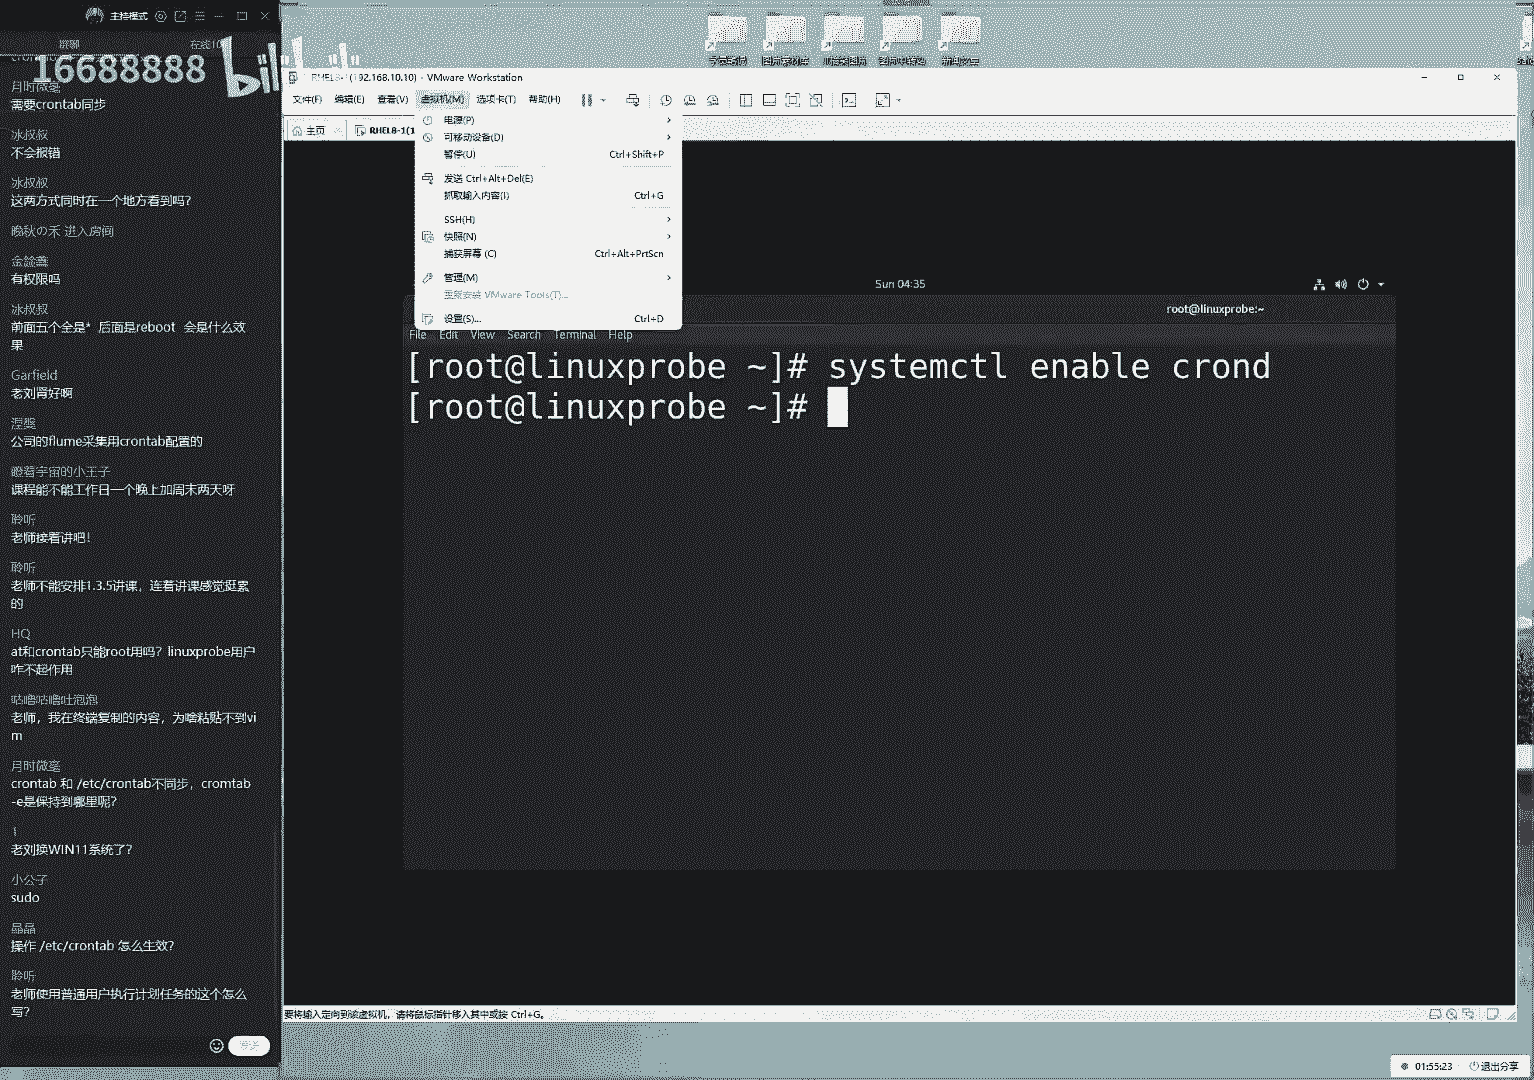 主持模式
群聊
16688888
月时微毫
需要crontab同步
冰叔叔
不会报错
冰叔叔
这两方式同时在一个地方看到吗?
晚秋の禾 进入房间
有权限吗
冰叔叔
前面五个全是* 后面是reboot 会是什么效
果
Garfield
老刘肾好啊
涅槃
公司的flume采集用crontab配置的
瞪着宇宙的小王子
课程能不能工作日一个晚上加周末两天呀
聆听
老师接着讲吧!
聆听
老师不能安排1.3.5讲课,连着讲课感觉挺累
的
HQ
at和crontab只能root用吗? linuxprobe用户
咋不起作用
咕噜咕噜吐泡泡
老师,我在终端复制的内容,为啥粘贴不到vi
m
月时微毫
crontab 和 /etc/crontab不同步,cromtab
-e是保持到哪里呢?
老刘换WIN11系统了?
小公子
sudo
晶晶
操作 /etc/crontab 怎么生效?
聆听
老师使用普通用户执行计划任务的这个怎么
写?
发送
RHEL8-1(192.168.10.10) - VMware Workstation
文件(F) 编辑(E) 查看(V) 虚拟机(M) 选项卡(T) 帮助(H)
主页 RHEL8-1(1
电源(P)
可移动设备(D)
暂停(U) Ctrl+Shift+P
发送 Ctrl+Alt+Del(E)
抓取输入内容(I) Ctrl+G
SSH(H)
快照(N)
捕获屏幕 (C) Ctrl+Alt+PrtScn
管理(M)
重新安装 VMware Tools(T)...
设置(S)... Ctrl+D
Sun 04:35
root@linuxprobe:~
File Edit View Search Terminal Help
[root@linuxprobe ~]# systemctl enable crond
[root@linuxprobe ~]#
要将输入定向到该虚拟机,请将鼠标指针移入其中或按 Ctrl+G。
01:55:23 退出分享